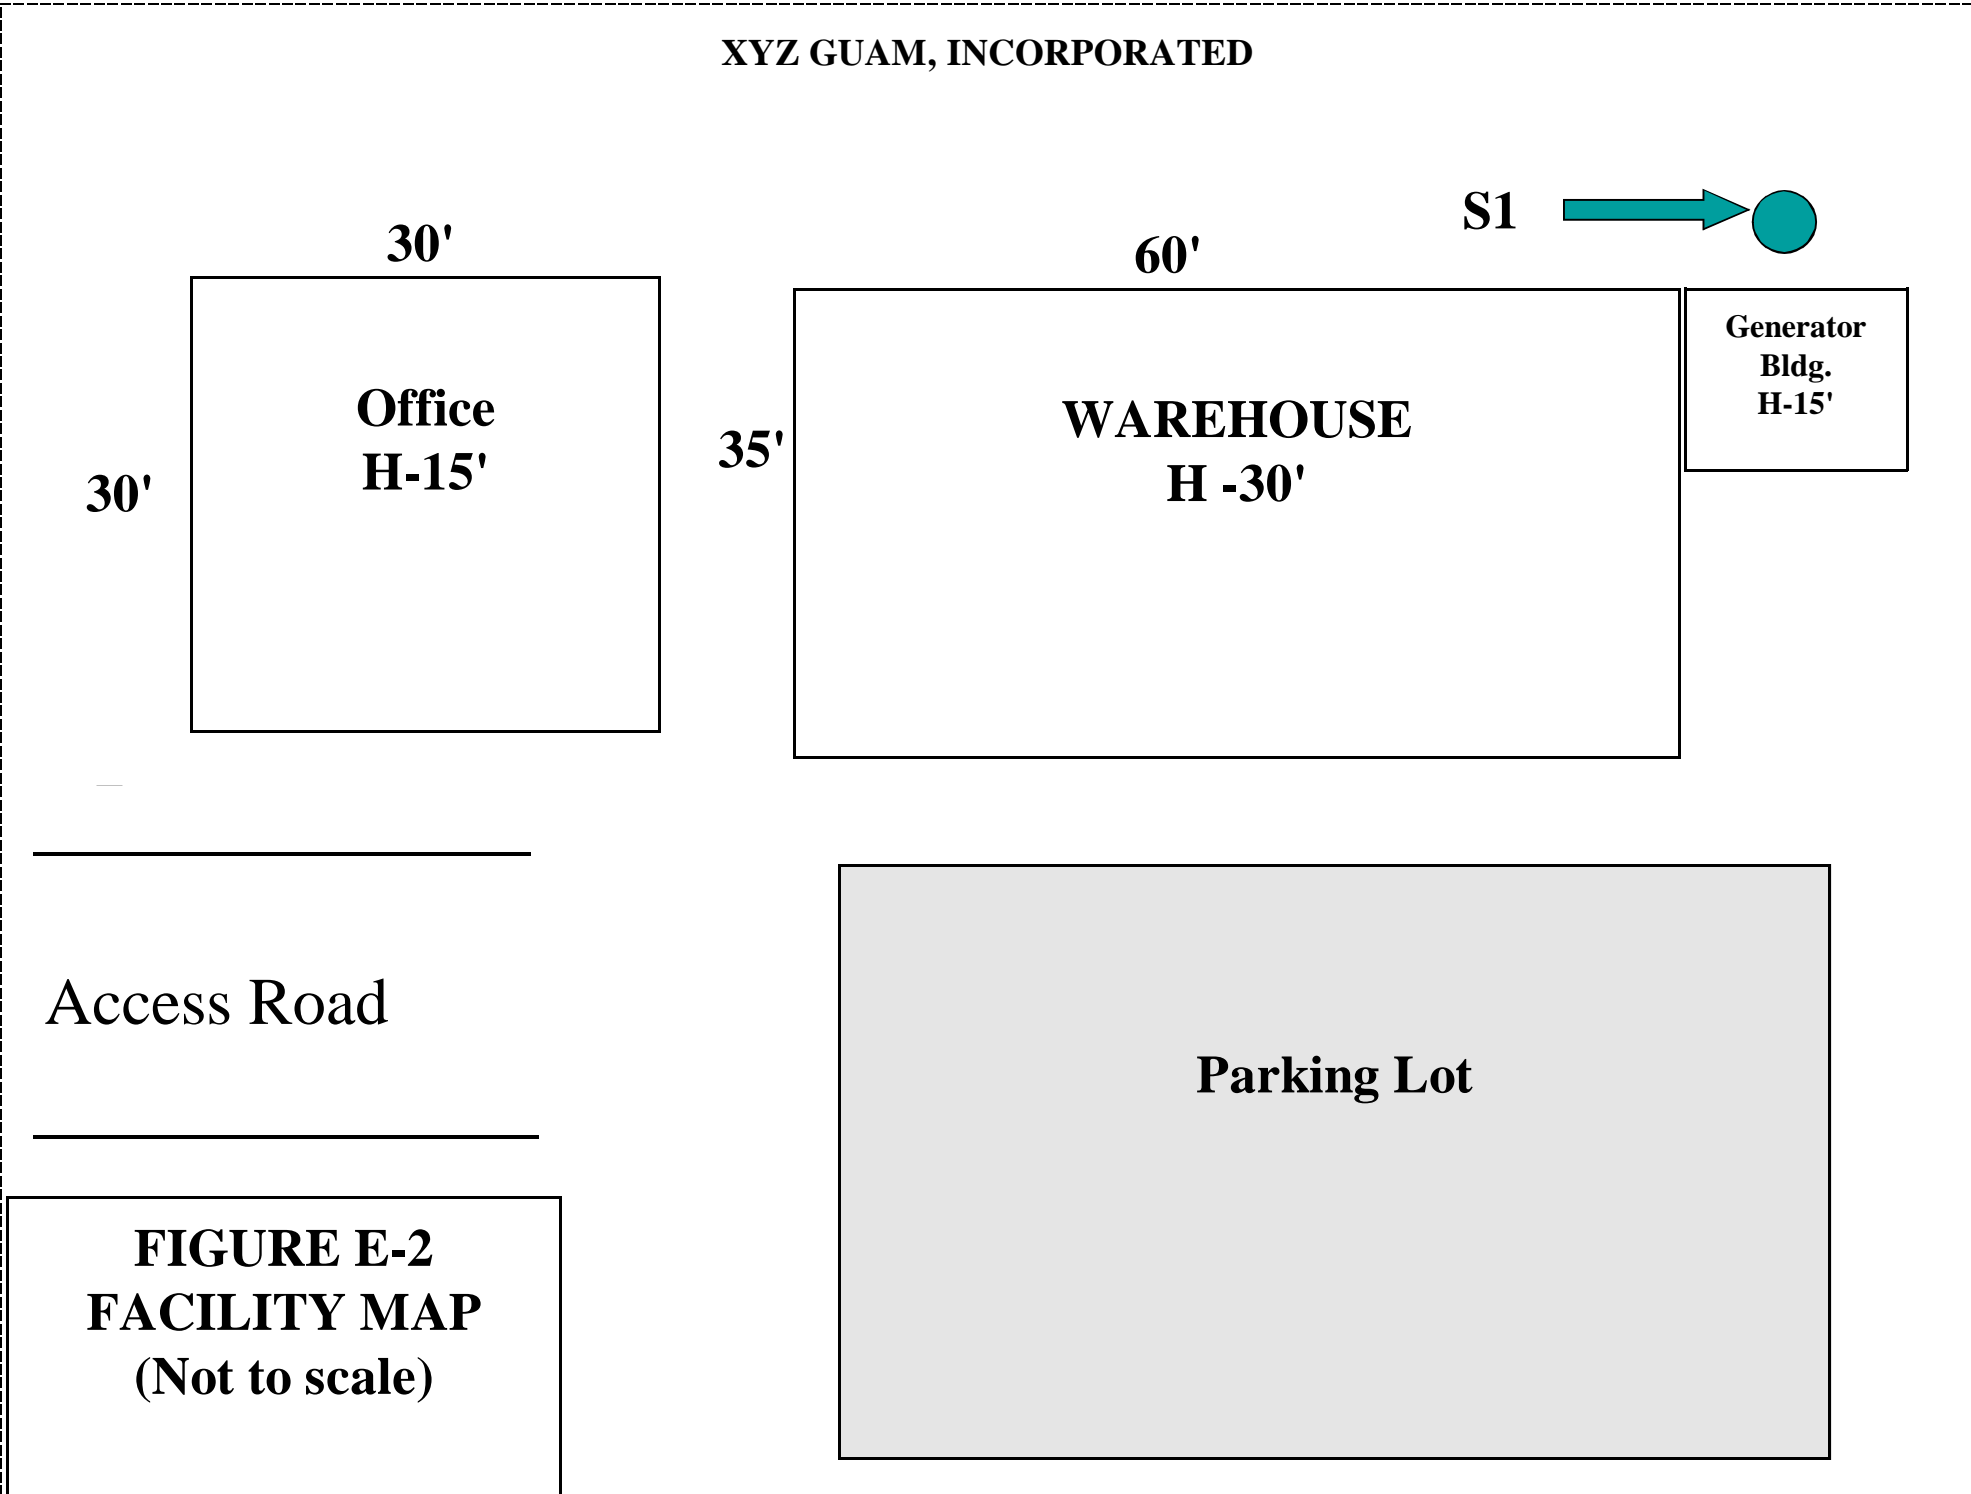 XYZ GUAM, INCORPORATED
S1
30'
60'
Generator
Bldg.
H-15'
Office
H-15'
WAREHOUSE
H -30'
35'
30'
Access Road
Parking Lot
FIGURE E-2
FACILITY MAP
(Not to scale)